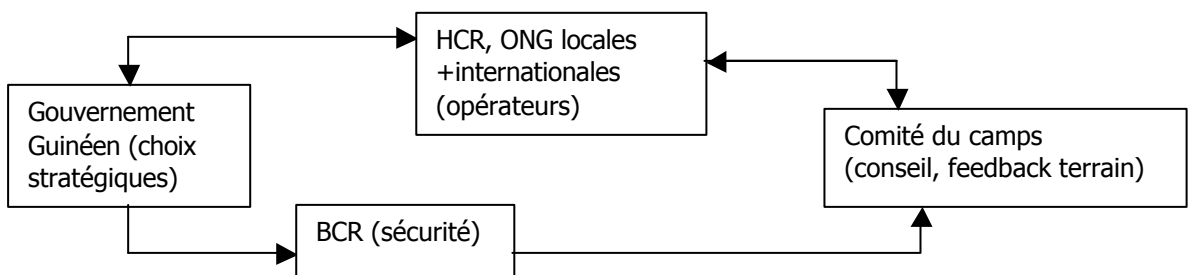 HCR, ONG locales
+internationales
(opérateurs)
Gouvernement
Guinéen (choix
stratégiques)
Comité du camps
(conseil, feedback terrain)
BCR (sécurité)